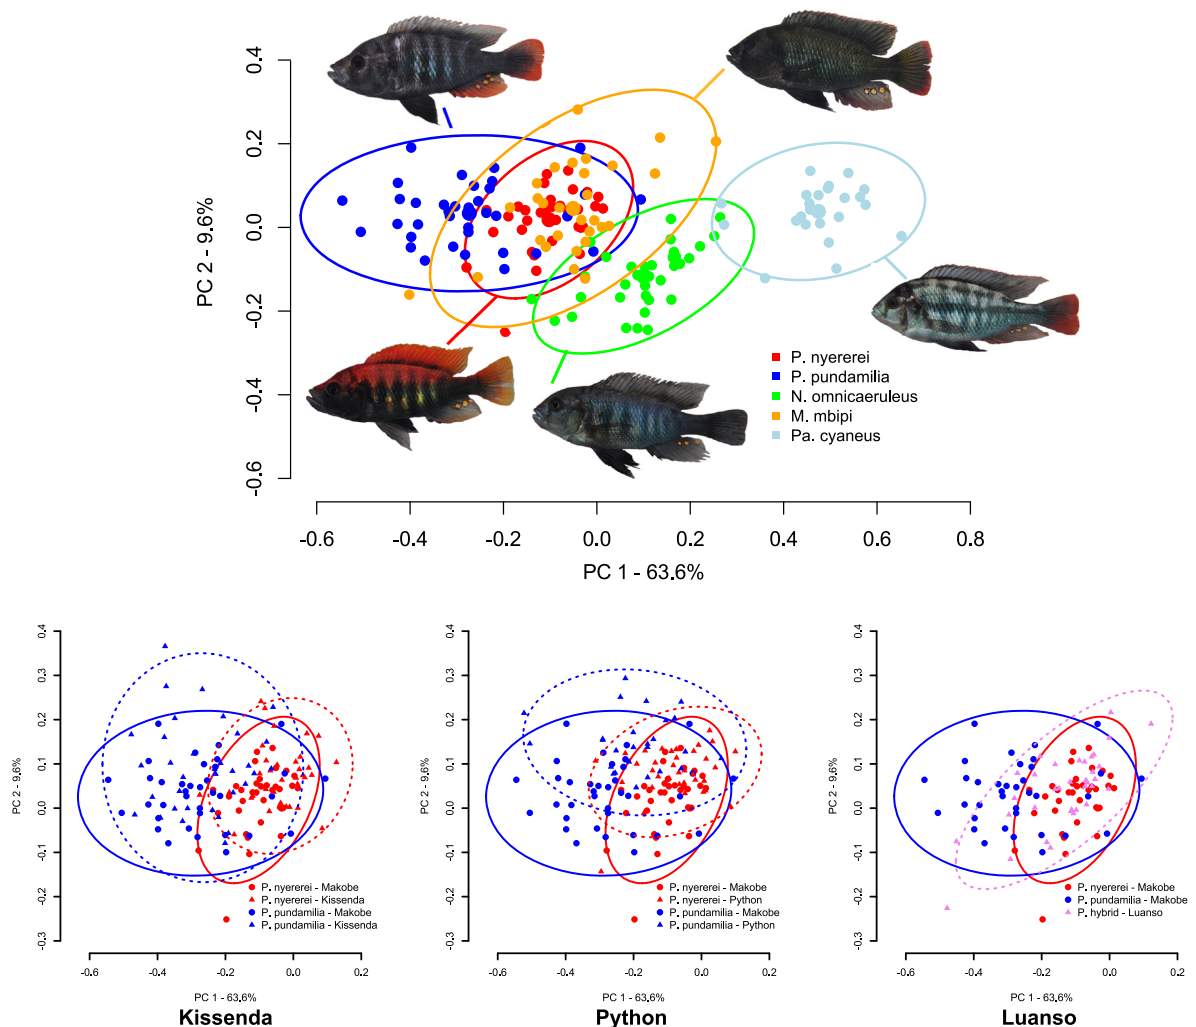 0.4
0.2
0.0
-0.2
-0.4
-0.6
PC 2 - 9.6%
P. nyererei
P. pundamilia
N. omnicaeruleus
M. mbipi
Pa. cyaneus
-0.6 -0.4 -0.2 0.0 0.2 0.4 0.6 0.8
PC 1 - 63.6%
0.4
0.3
0.2
0.1
0.0
-0.1
-0.2
-0.3
PC 2 - 9.6%
P. nyererei - Makobe
P. nyererei - Kissenda
P. pundamilia - Makobe
P. pundamilia - Kissenda
-0.6 -0.4 -0.2 0.0 0.2
PC 1 - 63.6%
Kissenda
0.4
0.3
0.2
0.1
0.0
-0.1
-0.2
-0.3
PC 2 - 9.6%
P. nyererei - Makobe
P. nyererei - Python
P. pundamilia - Makobe
P. pundamilia - Python
-0.6 -0.4 -0.2 0.0 0.2
PC 1 - 63.6%
Python
0.4
0.3
0.2
0.1
0.0
-0.1
-0.2
-0.3
PC 2 - 9.6%
P. nyererei - Makobe
P. pundamilia - Makobe
P. hybrid - Luanso
-0.6 -0.4 -0.2 0.0 0.2
PC 1 - 63.6%
Luanso